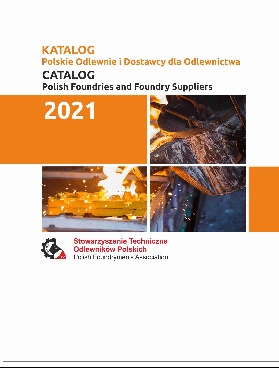 KATALOG
Polskie Odlewnie i Dostawcy dla Odlewnictwa
CATALOG
Polish Foundries and Foundry Suppliers
2021
Stowarzyszenie Techniczne
Odlewników Polskich
Polish Foundrymen's Association